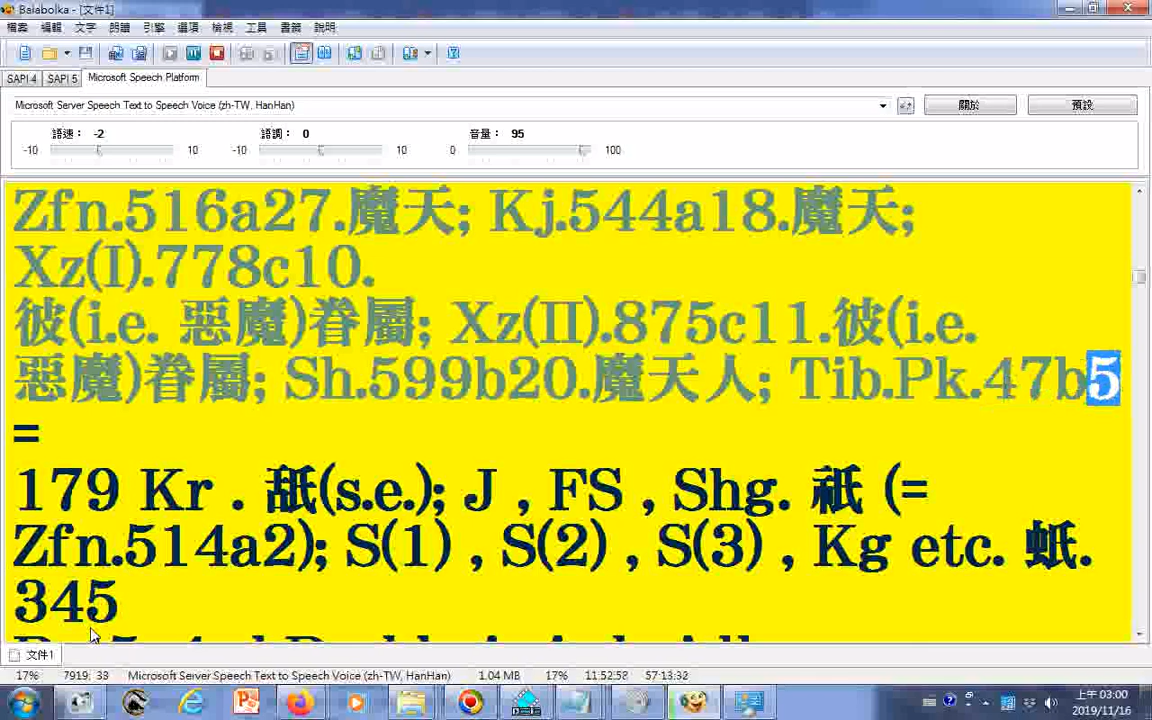 Balabolka - [文件1]
檔案 編輯 文字 朗讀 引擎 選項 檢視 工具 書籤 說明
SAPI 4 SAPI 5 Microsoft Speech Platform
Microsoft Server Speech Text to Speech Voice (zh-TW, HanHan) 關於 預設
語速： -2 語調： 0 音量： 95
-10 10 -10 10 0 100
Zfn.516a27.魔天; Kj.544a18.魔天;
Xz(I).778c10.
彼(i.e. 惡魔)眷屬; Xz(II).875c11.彼(i.e.
惡魔)眷屬; Sh.599b20.魔天人; Tib.Pk.47b5
=
179 Kr . 舐(s.e.); J , FS , Shg. 祇 (=
Zfn.514a2); S(1) , S(2) , S(3) , Kg etc. 蚔.
345
文件1
17% 7919, 33 Microsoft Server Speech Text to Speech Voice (zh-TW, HanHan) 1.04 MB 17% 11:52:58 57:13:32
上午 03:00
2019/11/16